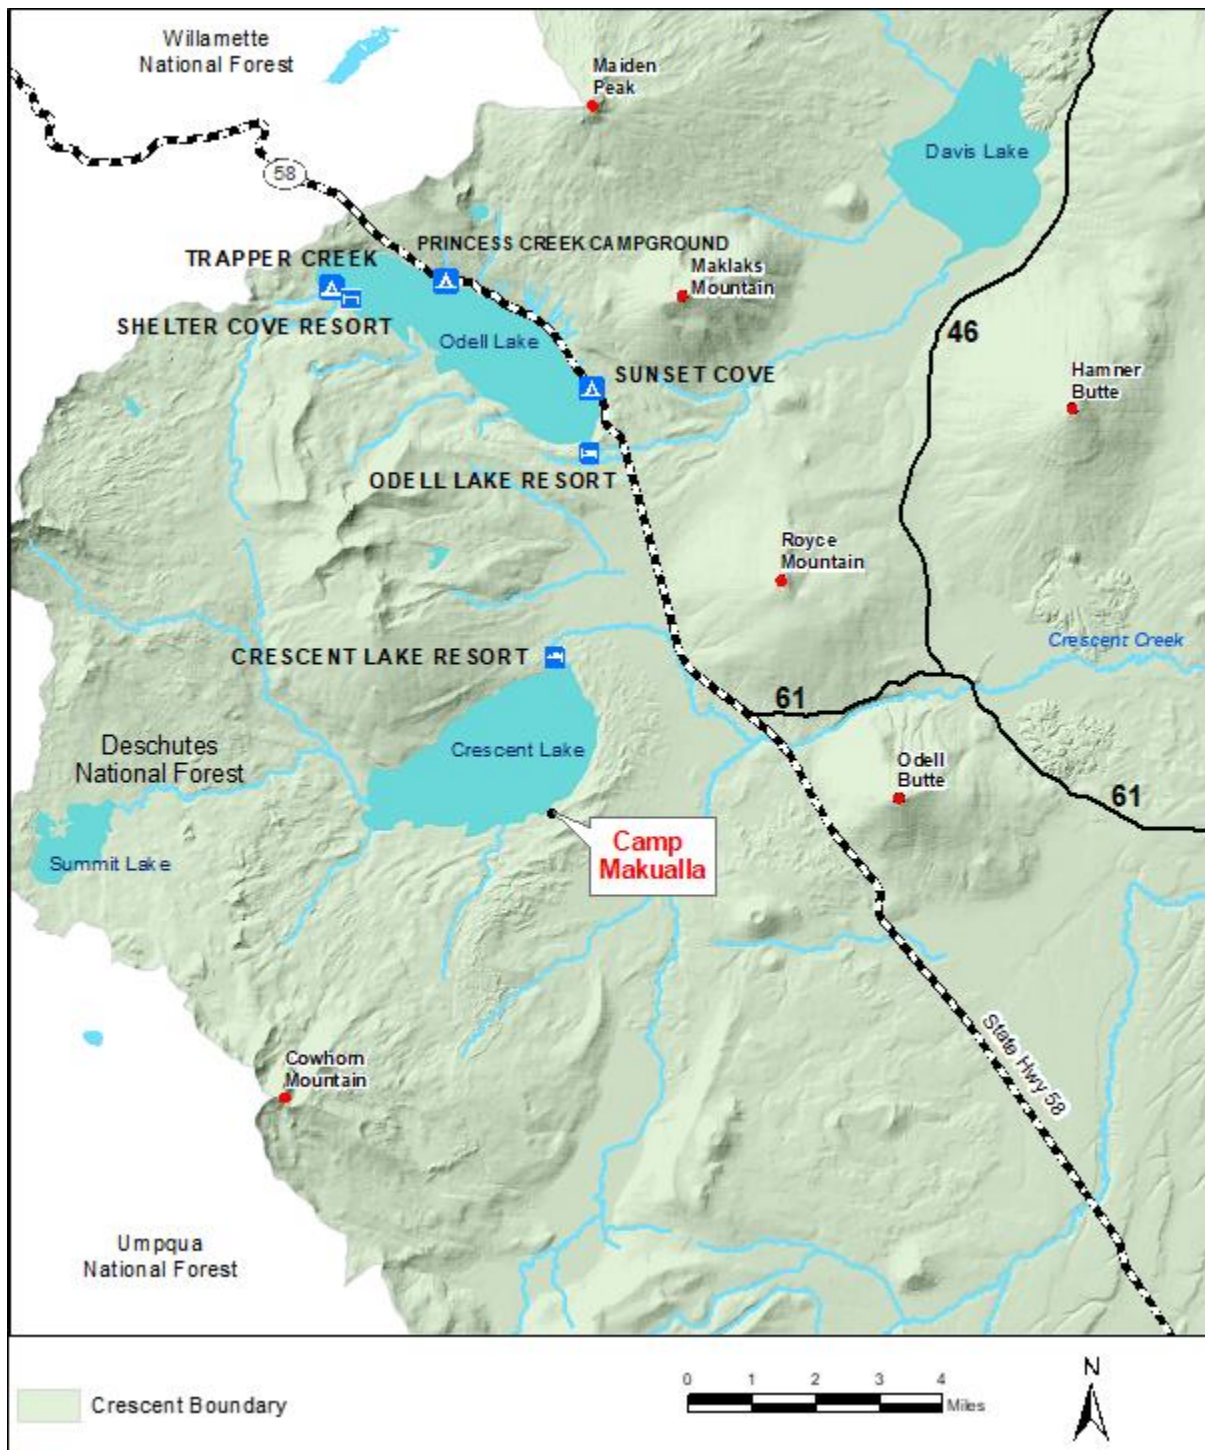 Willamette
National Forest
Maiden
Peak
Davis Lake
58
PRINCESS CREEK CAMPGROUND
TRAPPER CREEK
Maklaks
Mountain
SHELTER COVE RESORT
Odell Lake
46
SUNSET COVE
Hamner
Butte
ODELL LAKE RESORT
Royce
Mountain
Crescent Creek
CRESCENT LAKE RESORT
61
Deschutes
National Forest
Crescent Lake
Odell
Butte
61
Camp
Makualla
Summit Lake
State Hwy 58
Cowhorn
Mountain
Umpqua
National Forest
N
0 1 2 3 4
Miles
Crescent Boundary